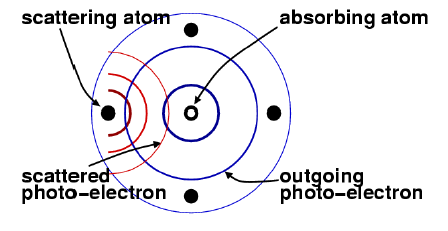 scattering atom
absorbing atom
scattered
photo-electron
outgoing
photo-electron